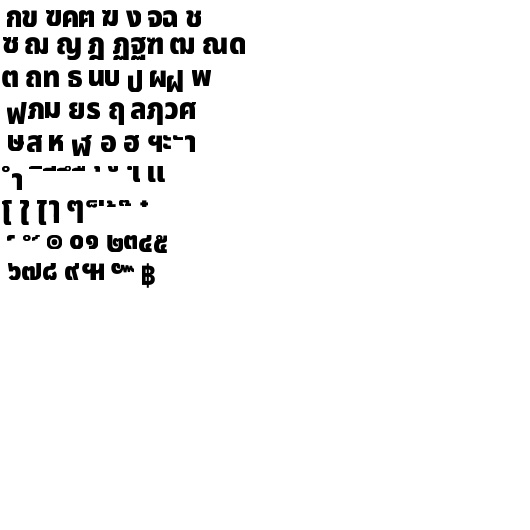 กข ฃคฅ ฆ ง จฉ ช
ซ ฌ ญ ฎ ฏฐฑ ฒ ณด
ต ถท ธ นบ ป ผฝ พ
ฟภม ยร ฤ ลฦวศ
ษส ห ฬ อ ฮ ฯะ ั า
ำ ิ ี ึ ื ุ ู เ แ
โ ใ ไ ๅ ๆ ็ ่ ้ ๊ ๋
์ ํ ๎ ๏ ๐๑ ๒๓๔๕
๖๗๘ ๙๚ ๛ ฿